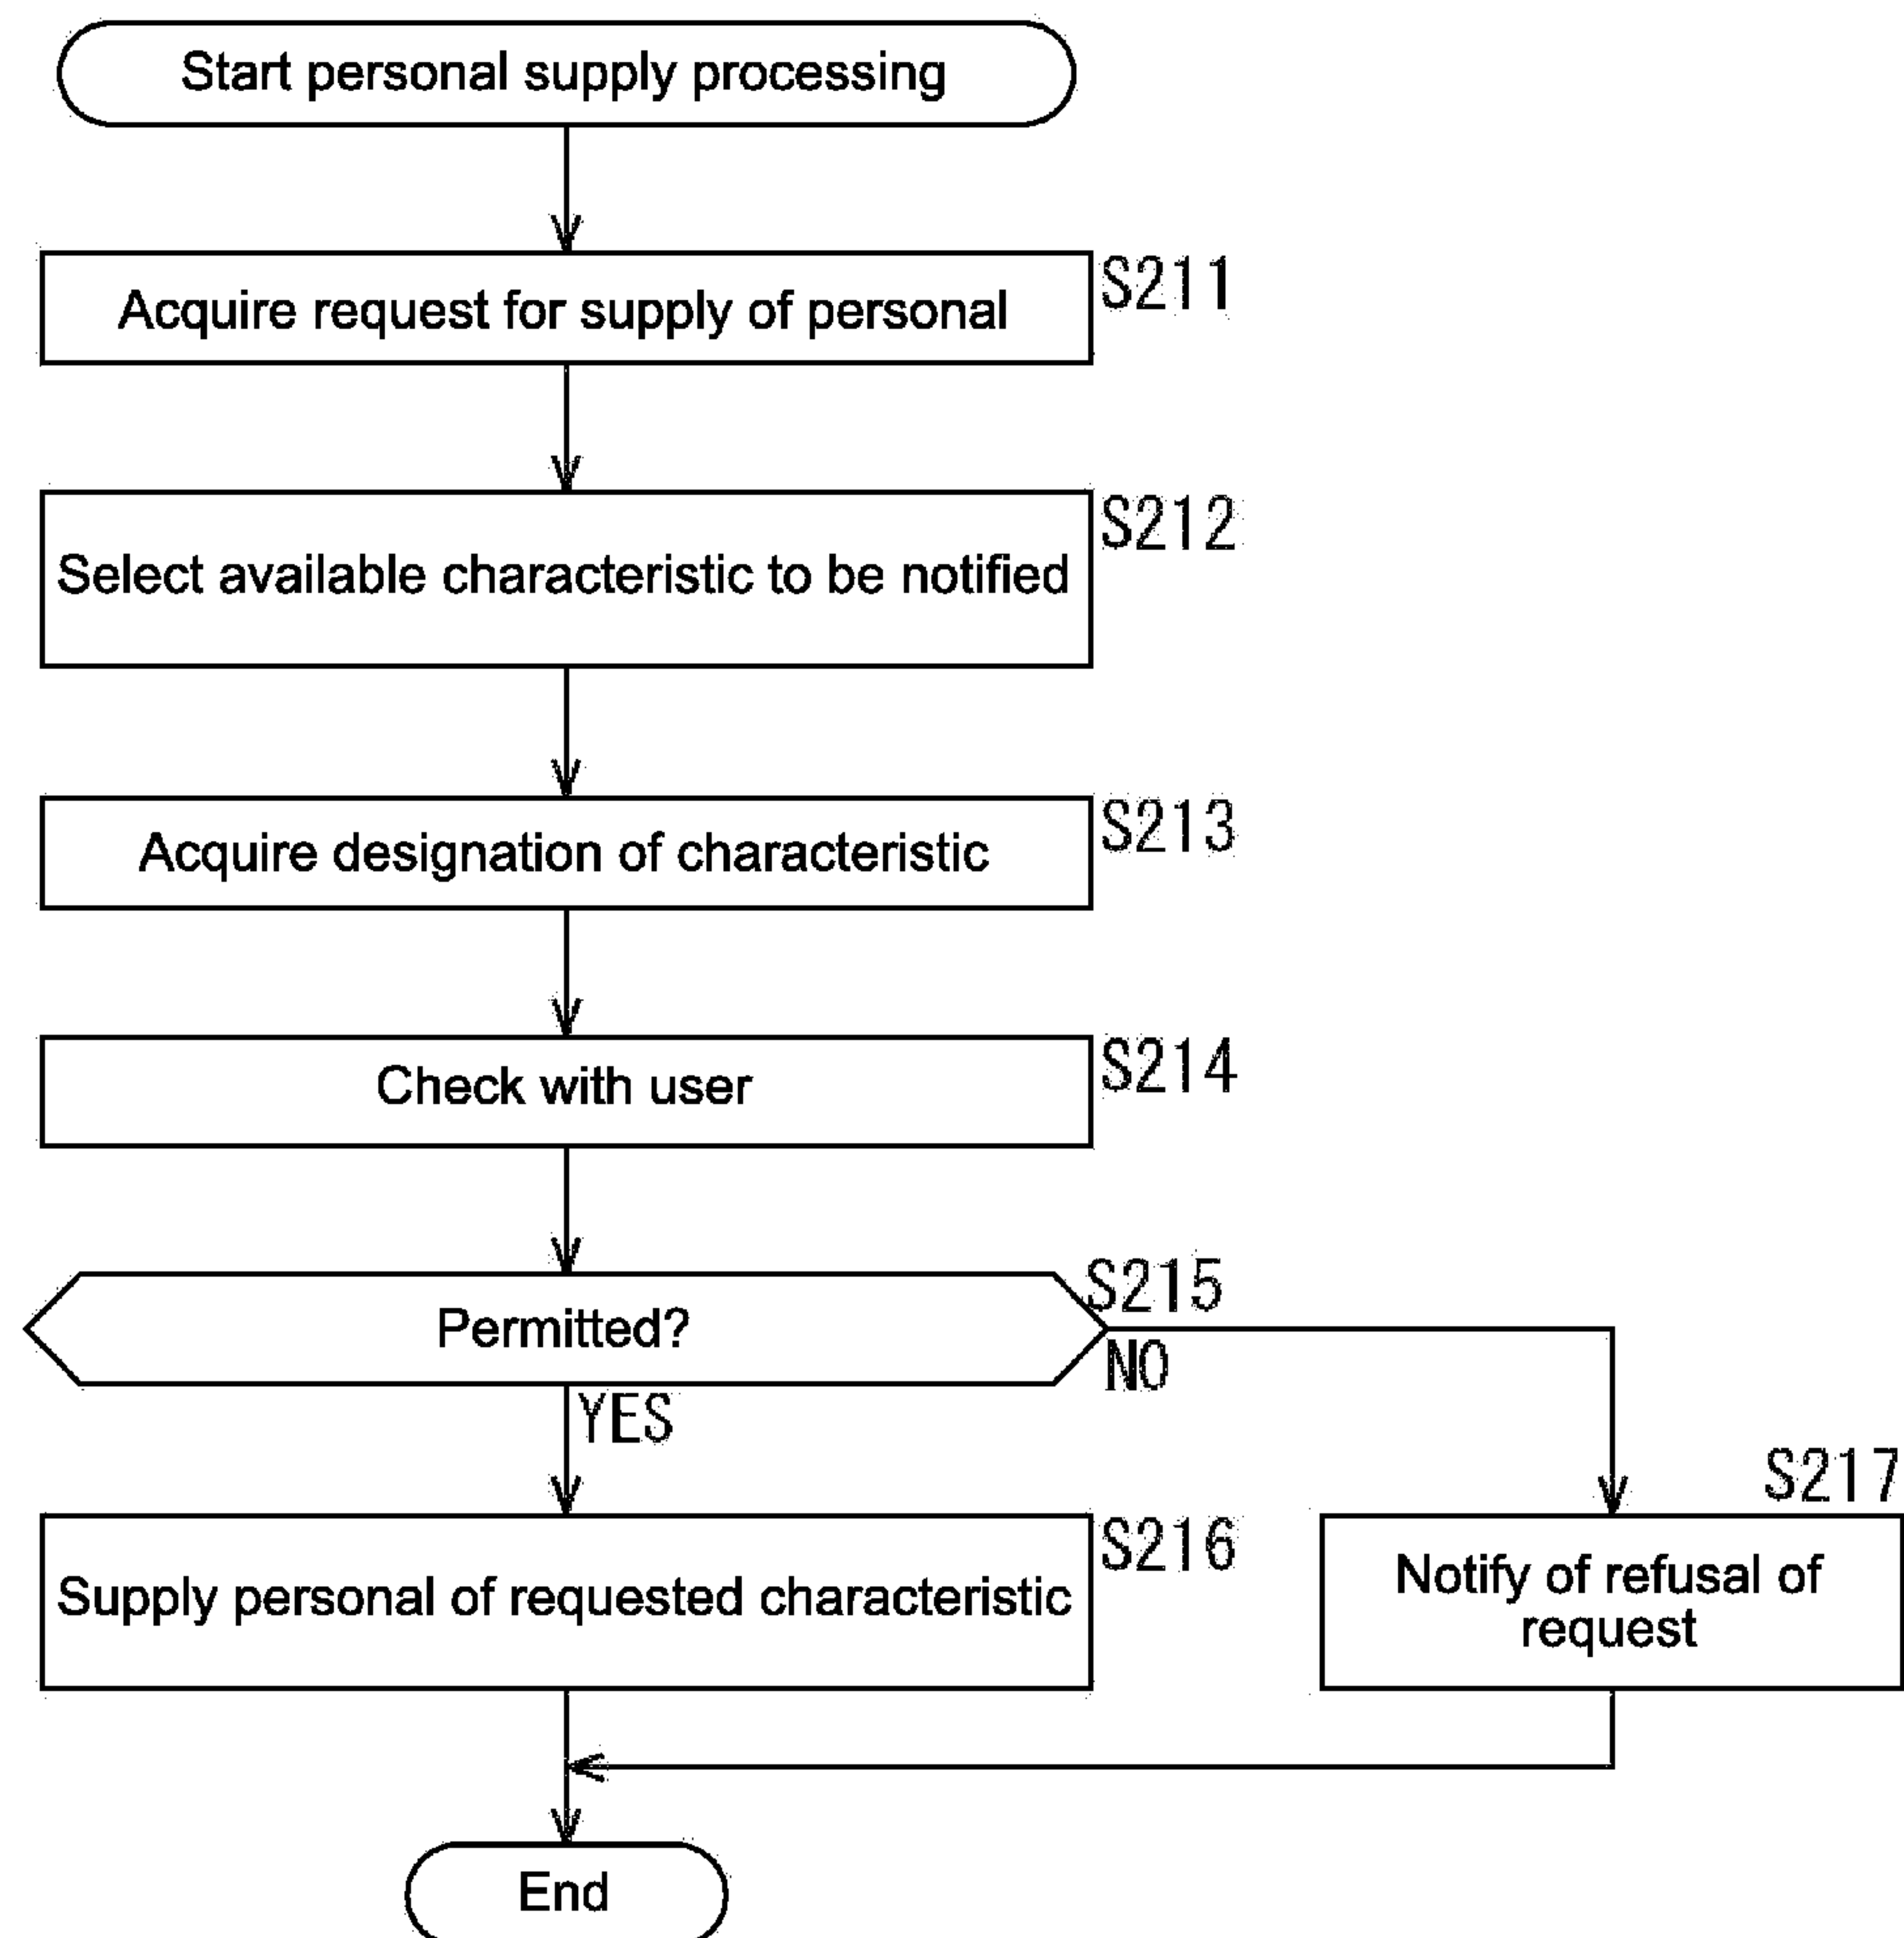 Start personal supply processing
Acquire request for supply of personal
S211
Select available characteristic to be notified
S212
Acquire designation of characteristic
S213
Check with user
S214
Permitted?
S215
NO
YES
Supply personal of requested characteristic
S216
S217
Notify of refusal of
request
End